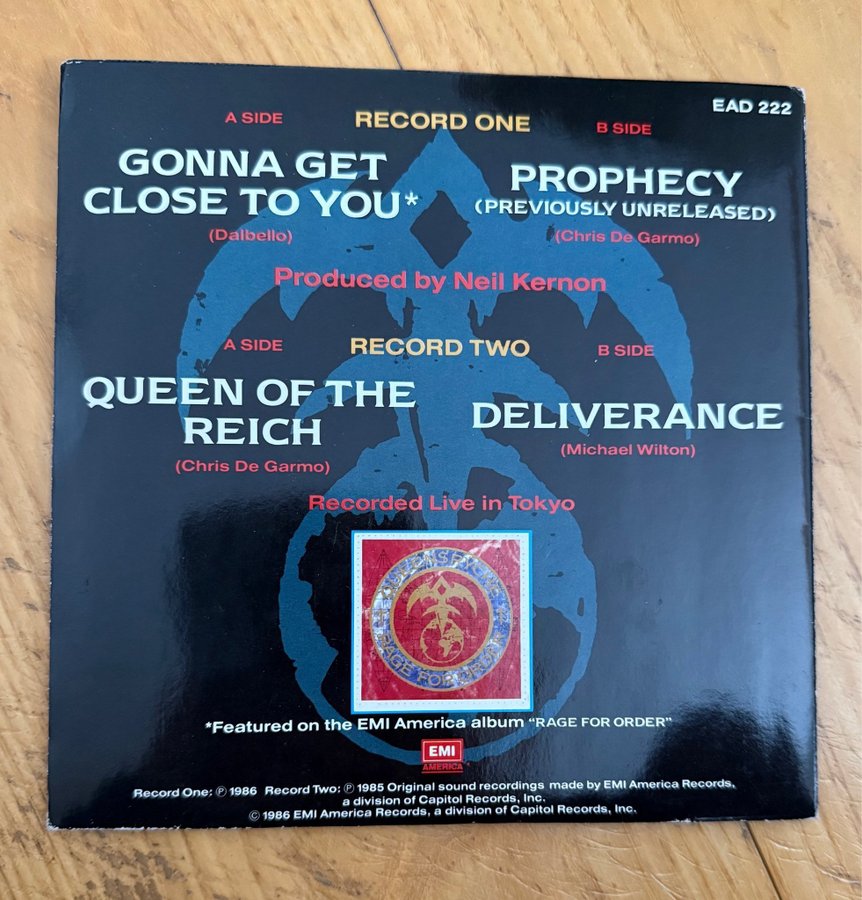 EAD 222
A SIDE RECORD ONE B SIDE
GONNA GET
CLOSE TO YOU*
(Dalbello)
PROPHECY
(PREVIOUSLY UNRELEASED)
(Chris De Garmo)
Produced by Neil Kernon
A SIDE RECORD TWO B SIDE
QUEEN OF THE
REICH
(Chris De Garmo)
DELIVERANCE
(Michael Wilton)
Recorded Live in Tokyo
QUEENSRŸCHE
RAGE FOR ORDER
*Featured on the EMI America album “RAGE FOR ORDER”
EMI
AMERICA
Record One: ℗ 1986 Record Two: ℗ 1985 Original sound recordings made by EMI America Records,
a division of Capitol Records, Inc.
© 1986 EMI America Records, a division of Capitol Records, Inc.